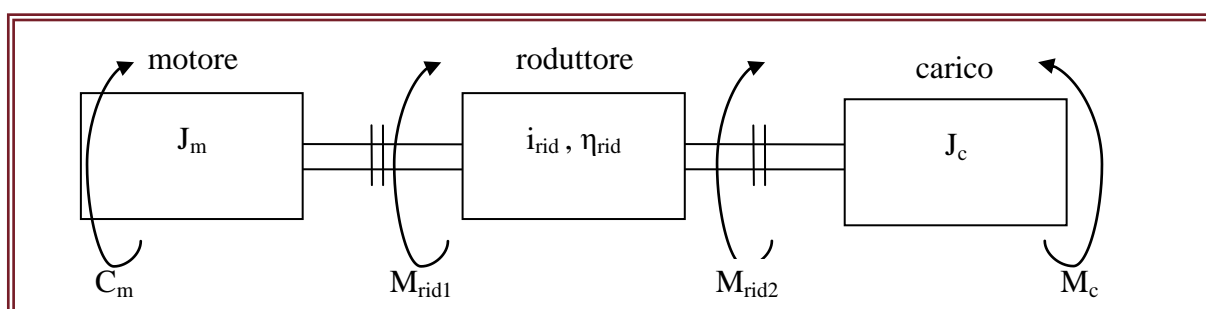 motore roduttore carico
J_m i_rid , η_rid J_c
C_m M_rid1 M_rid2 M_c